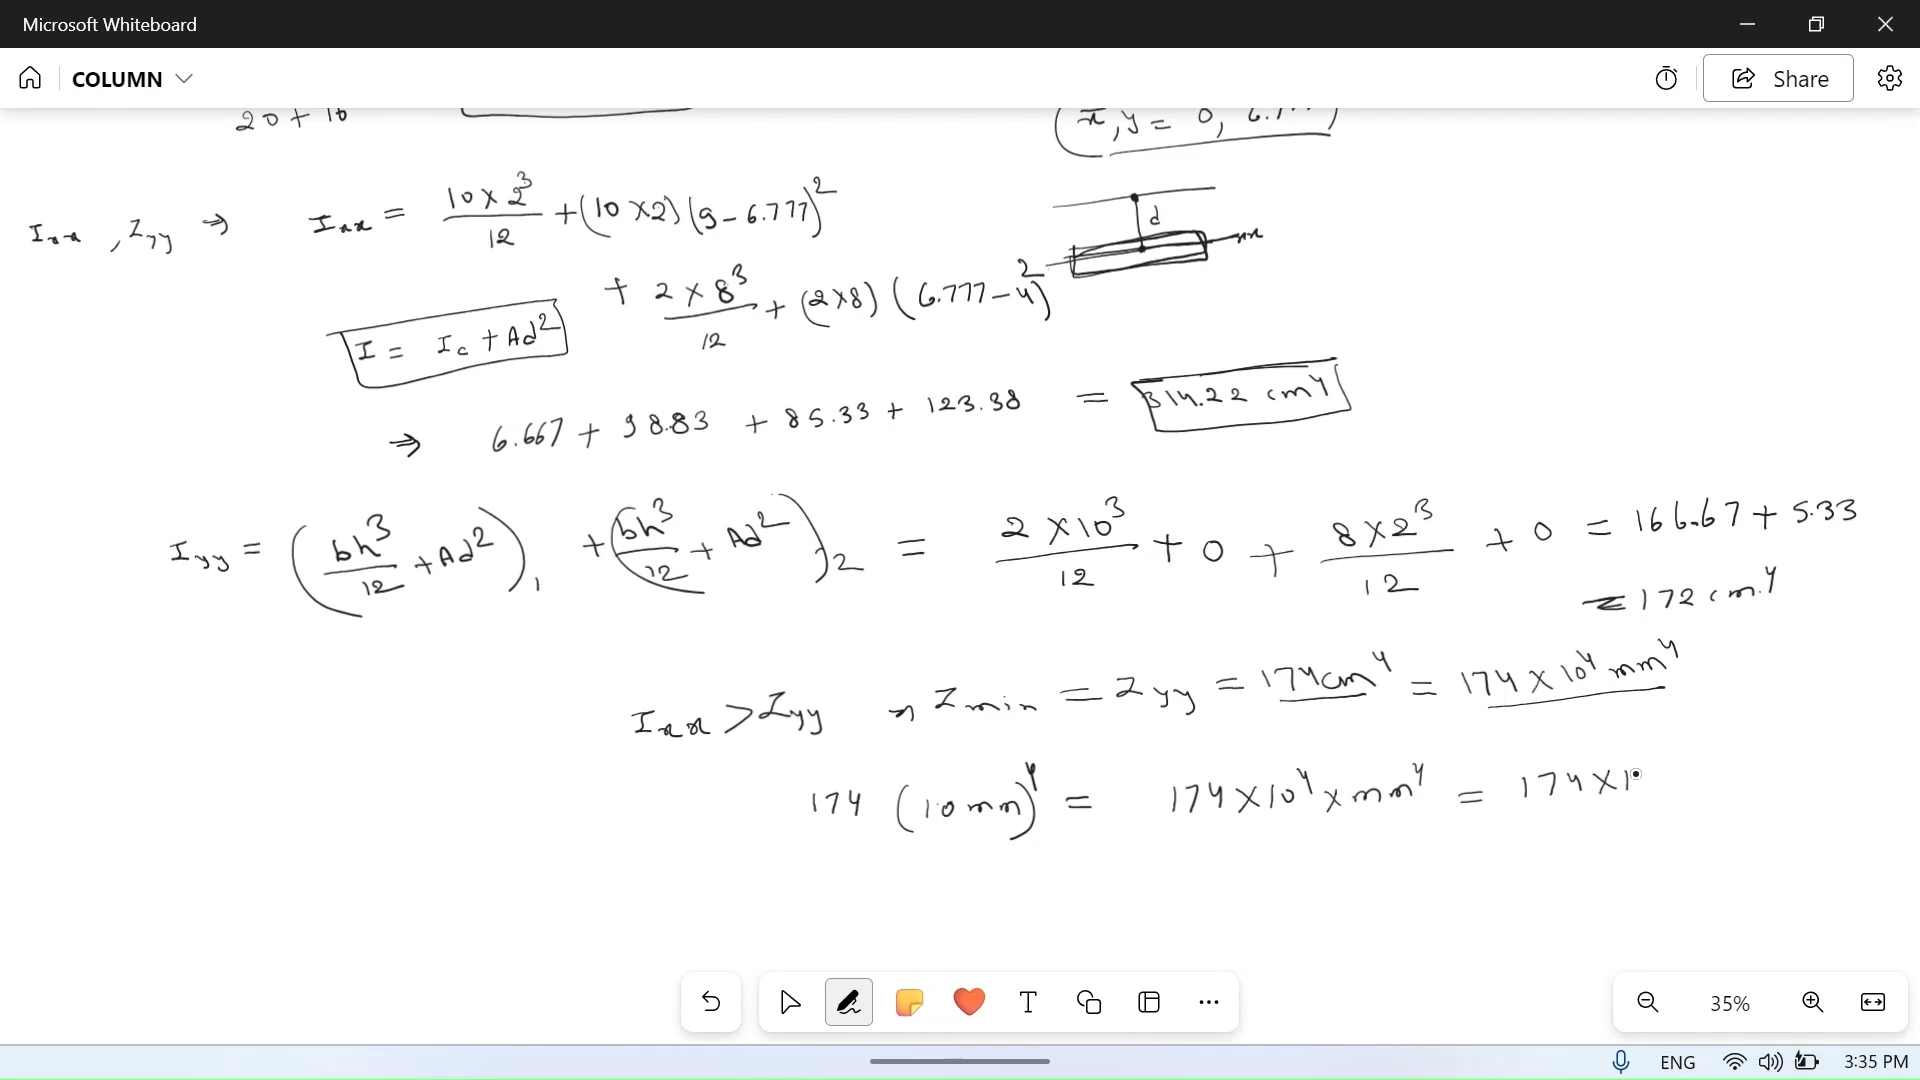 Microsoft Whiteboard
COLUMN
Share
20 + 16
(x̄, y = 0, 6.777)
Ixx, Iyy ⇒ Ixx = 10 × 2³/12 + (10 × 2) (9 - 6.777)²
d
xx
+ 2 × 8³/12 + (2×8) (6.777 - 4)²
I = Ic + Ad²
⇒ 6.667 + 98.83 + 85.33 + 123.38 = 314.22 cm⁴
Iyy = (bh³/12 + Ad²)₁ + (bh³/12 + Ad²)₂ = 2 × 10³/12 + 0 + 8 × 2³/12 + 0 = 166.67 + 5.33
= 172 cm⁴
Ixx > Iyy ⇒ Imin = Iyy = 174 cm⁴ = 174 × 10⁴ mm⁴
174 (10 mm)⁴ = 174 × 10⁴ × mm⁴ = 174 × 1
35%
ENG
3:35 PM